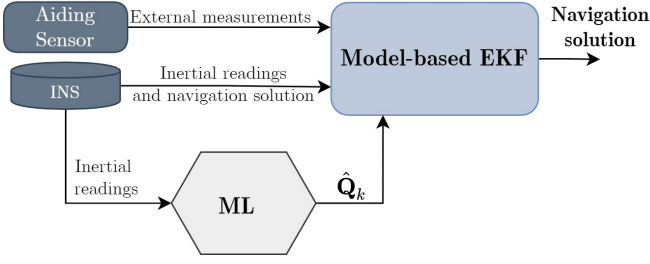 Aiding
Sensor
External measurements
Model-based EKF
Navigation
solution
INS
Inertial readings
and navigation solution
Inertial
readings
ML
Q̂ₖ